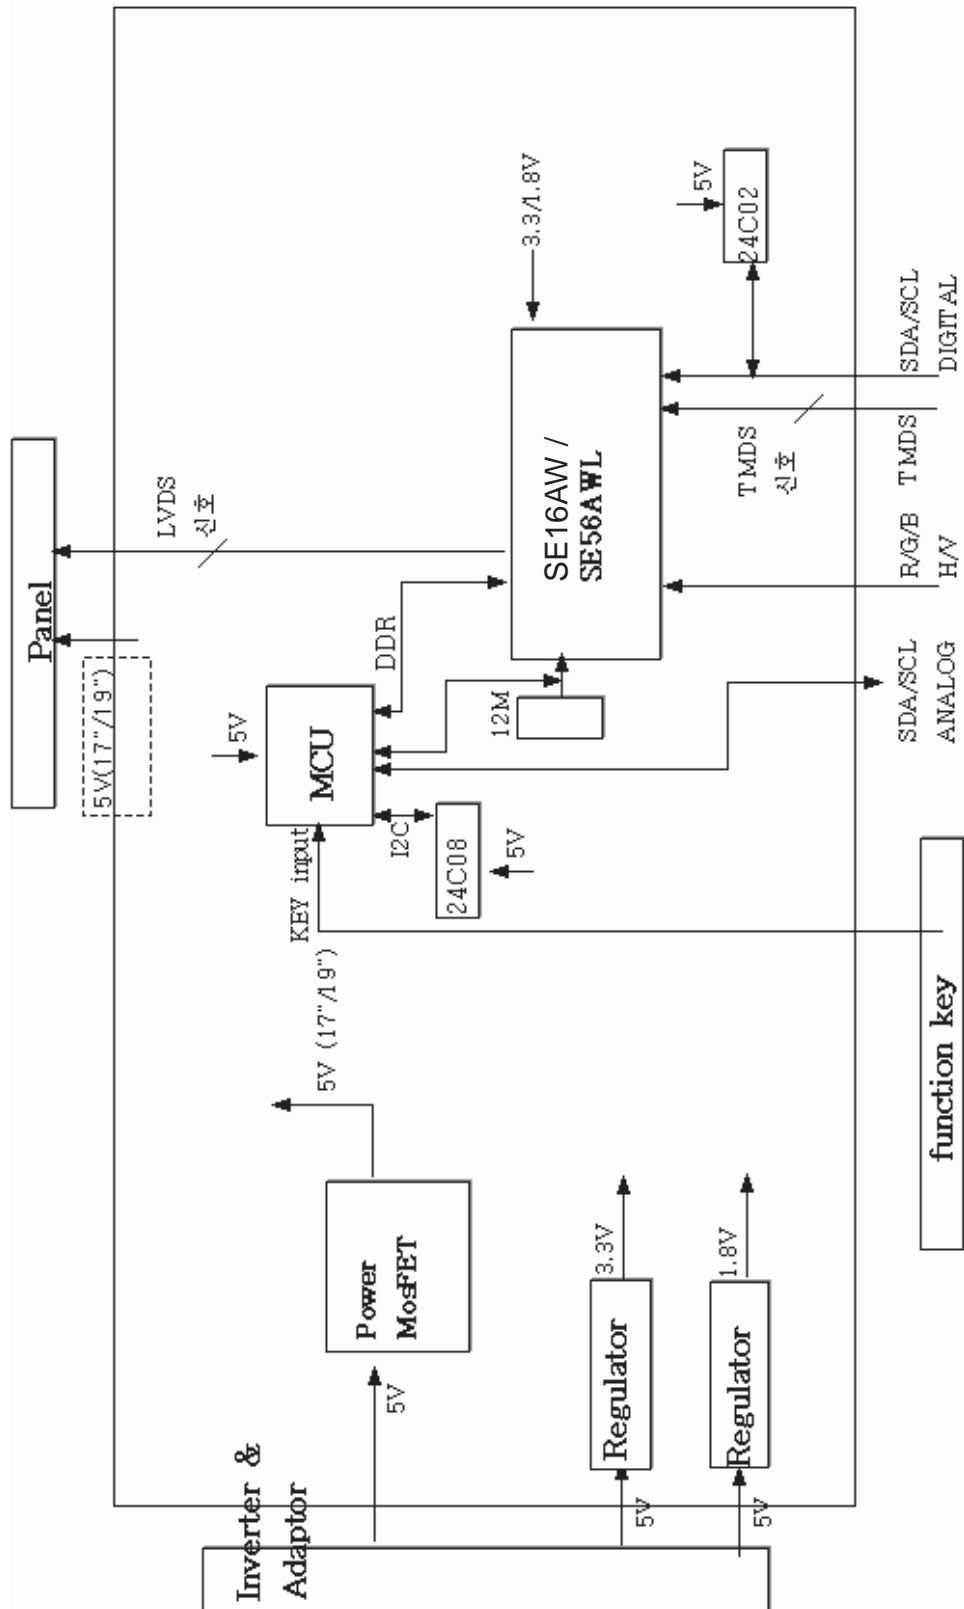 Panel
5V(17"/19")
LVDS
신호
5V
MCU
DDR
KEY input
I2C
24C08
5V
12M
SE16AW /
SE56AWL
3.3/1.8V
5V
24C02
TMDS
신호
SDA/SCL
ANALOG
R/G/B
H/V
TMDS
SDA/SCL
DIGITAL
5V (17"/19")
Power
MosFET
5V
Inverter &
Adaptor
Regulator
3.3V
5V
Regulator
1.8V
5V
function key